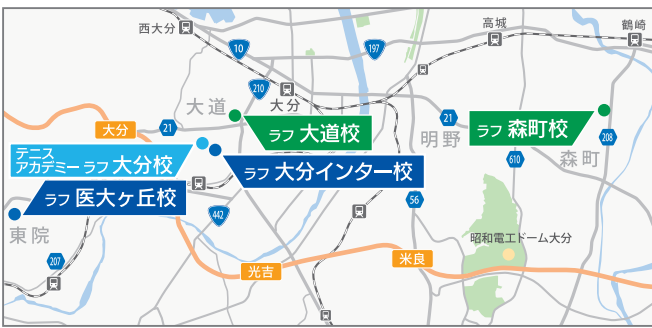 西大分
高城
鶴崎
10
197
210
大道
大分
ラフ 大道校
21
明野
ラフ 森町校
208
大分
21
テニス
アカデミー ラフ 大分校
ラフ 大分インター校
610
森町
ラフ 医大ヶ丘校
56
442
東院
昭和電工ドーム大分
207
光吉
米良